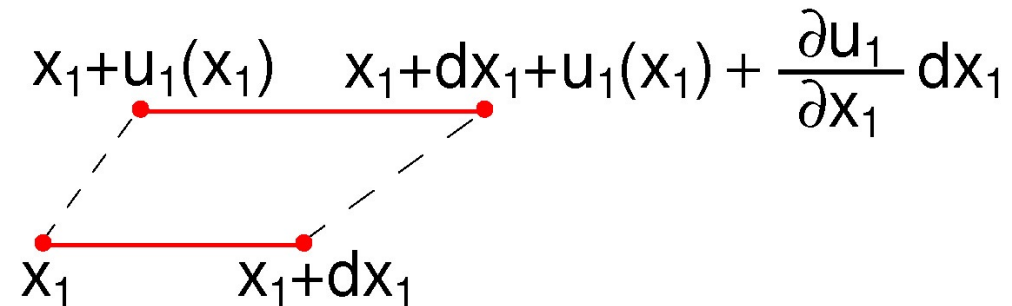 x₁+u₁(x₁)
x₁+dx₁+u₁(x₁) + ∂u₁/∂x₁ dx₁
x₁
x₁+dx₁